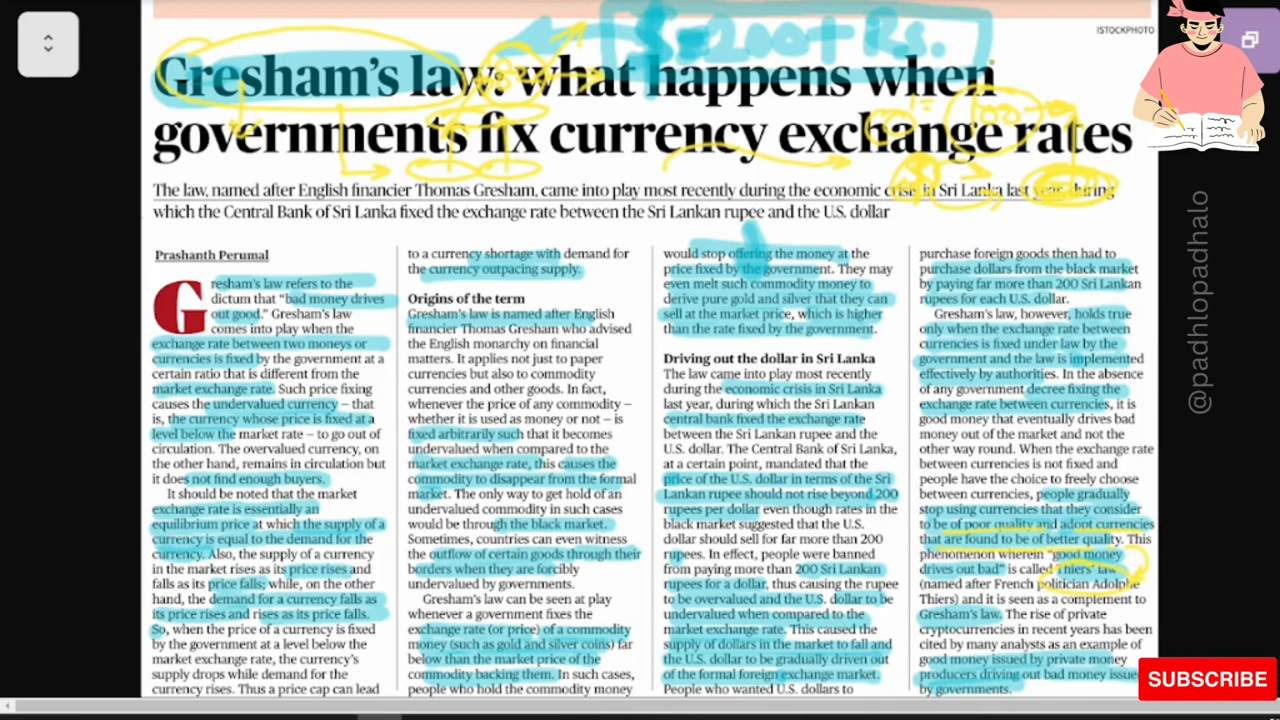 ISTOCKPHOTO
$=200+Rs.
Gresham's law: what happens when
governments fix currency exchange rates
The law, named after English financier Thomas Gresham, came into play most recently during the economic crisis in Sri Lanka last year, during
which the Central Bank of Sri Lanka fixed the exchange rate between the Sri Lankan rupee and the U.S. dollar
Prashanth Perumal
Gresham's law refers to the
dictum that “bad money drives
out good.” Gresham's law
comes into play when the
exchange rate between two moneys or
currencies is fixed by the government at a
certain ratio that is different from the
market exchange rate. Such price fixing
causes the undervalued currency — that
is, the currency whose price is fixed at a
level below the market rate — to go out of
circulation. The overvalued currency, on
the other hand, remains in circulation but
it does not find enough buyers.
It should be noted that the market
exchange rate is essentially an
equilibrium price at which the supply of a
currency is equal to the demand for the
currency. Also, the supply of a currency
in the market rises as its price rises and
falls as its price falls; while, on the other
hand, the demand for a currency falls as
its price rises and rises as its price falls.
So, when the price of a currency is fixed
by the government at a level below the
market exchange rate, the currency's
supply drops while demand for the
currency rises. Thus a price cap can lead
to a currency shortage with demand for
the currency outpacing supply.
Origins of the term
Gresham's law is named after English
financier Thomas Gresham who advised
the English monarchy on financial
matters. It applies not just to paper
currencies but also to commodity
currencies and other goods. In fact,
whenever the price of any commodity —
whether it is used as money or not — is
fixed arbitrarily such that it becomes
undervalued when compared to the
market exchange rate, this causes the
commodity to disappear from the formal
market. The only way to get hold of an
undervalued commodity in such cases
would be through the black market.
Sometimes, countries can even witness
the outflow of certain goods through their
borders when they are forcibly
undervalued by governments.
Gresham's law can be seen at play
whenever a government fixes the
exchange rate (or price) of a commodity
money (such as gold and silver coins) far
below than the market price of the
commodity backing them. In such cases,
people who hold the commodity money
would stop offering the money at the
price fixed by the government. They may
even melt such commodity money to
derive pure gold and silver that they can
sell at the market price, which is higher
than the rate fixed by the government.
Driving out the dollar in Sri Lanka
The law came into play most recently
during the economic crisis in Sri Lanka
last year, during which the Sri Lankan
central bank fixed the exchange rate
between the Sri Lankan rupee and the
U.S. dollar. The Central Bank of Sri Lanka,
at a certain point, mandated that the
price of the U.S. dollar in terms of the Sri
Lankan rupee should not rise beyond 200
rupees per dollar even though rates in the
black market suggested that the U.S.
dollar should sell for far more than 200
rupees. In effect, people were banned
from paying more than 200 Sri Lankan
rupees for a dollar, thus causing the rupee
to be overvalued and the U.S. dollar to be
undervalued when compared to the
market exchange rate. This caused the
supply of dollars in the market to fall and
the U.S. dollar to be gradually driven out
of the formal foreign exchange market.
People who wanted U.S. dollars to
purchase foreign goods then had to
purchase dollars from the black market
by paying far more than 200 Sri Lankan
rupees for each U.S. dollar.
Gresham's law, however, holds true
only when the exchange rate between
currencies is fixed under law by the
government and the law is implemented
effectively by authorities. In the absence
of any government decree fixing the
exchange rate between currencies, it is
good money that eventually drives bad
money out of the market and not the
other way round. When the exchange rate
between currencies is not fixed and
people have the choice to freely choose
between currencies, people gradually
stop using currencies that they consider
to be of poor quality and adopt currencies
that are found to be of better quality. This
phenomenon wherein “good money
drives out bad” is called Thiers' law
(named after French politician Adolphe
Thiers) and it is seen as a complement to
Gresham's law. The rise of private
cryptocurrencies in recent years has been
cited by many analysts as an example of
good money issued by private money
producers driving out bad money issued
by governments.
@padhlopadhalo
SUBSCRIBE